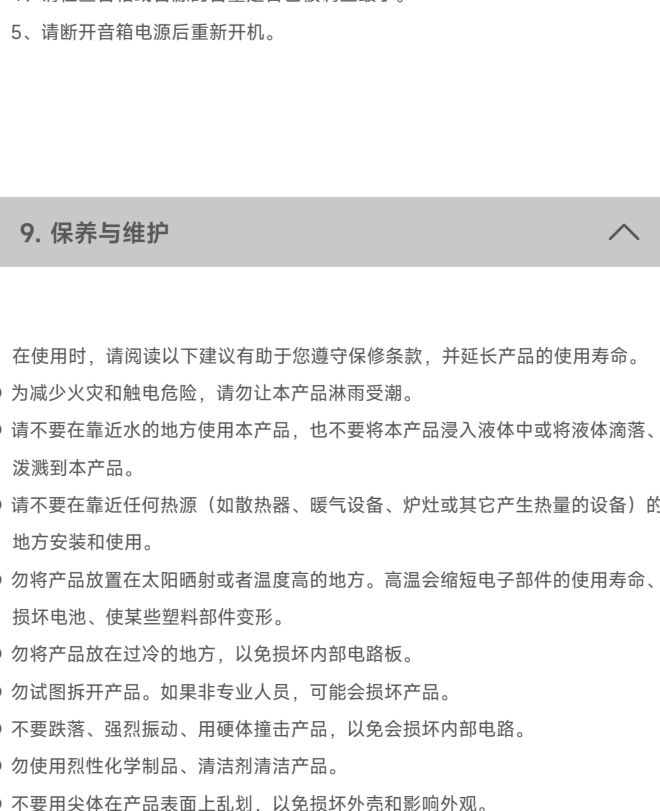 5、请断开音箱电源后重新开机。
9. 保养与维护
在使用时，请阅读以下建议有助于您遵守保修条款，并延长产品的使用寿命。
为减少火灾和触电危险，请勿让本产品淋雨受潮。
请不要在靠近水的地方使用本产品，也不要将本产品浸入液体中或将液体滴落、
泼溅到本产品。
请不要在靠近任何热源（如散热器、暖气设备、炉灶或其它产生热量的设备）的
地方安装和使用。
勿将产品放置在太阳晒射或者温度高的地方。高温会缩短电子部件的使用寿命、
损坏电池、使某些塑料部件变形。
勿将产品放在过冷的地方，以免损坏内部电路板。
勿试图拆开产品。如果非专业人员，可能会损坏产品。
不要跌落、强烈振动、用硬体撞击产品，以免会损坏内部电路。
勿使用烈性化学制品、清洁剂清洁产品。
不要用尖体在产品表面上乱划，以免损坏外壳和影响外观。